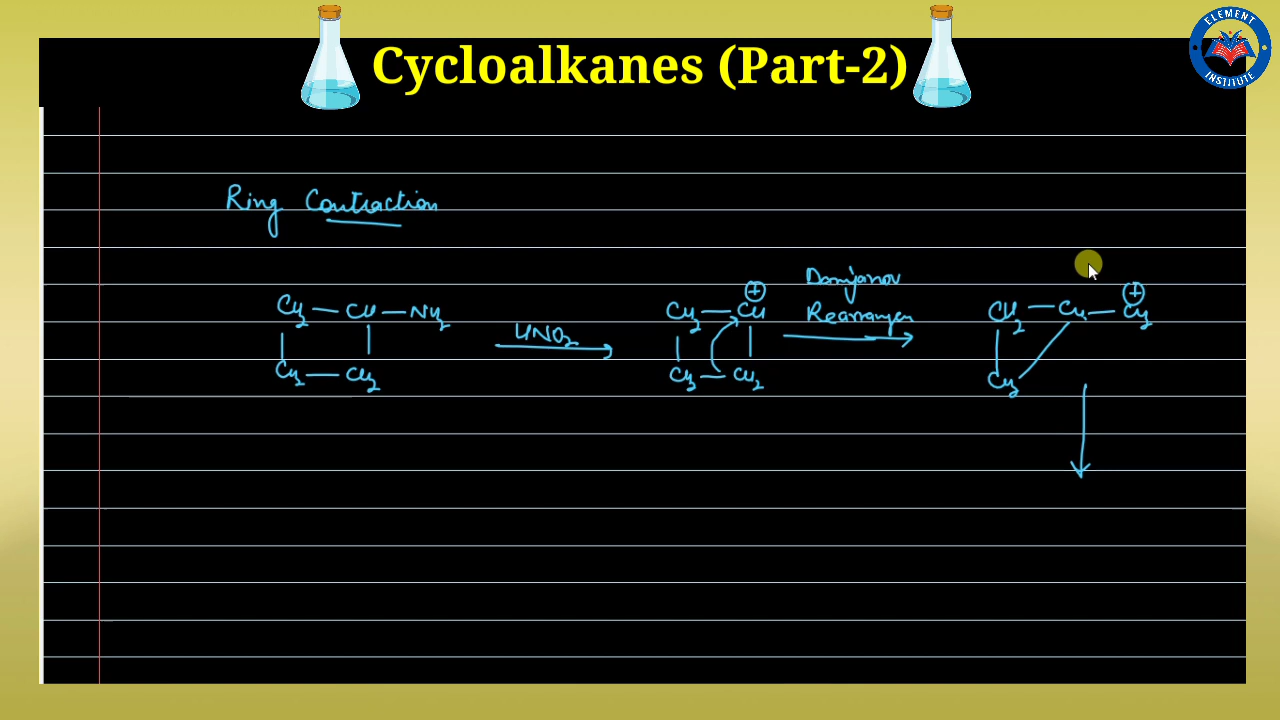 Cycloalkanes (Part-2)
ELEMENT INSTITUTE
Ring Contraction
CH2 — CH — NH2
CH2 — CH2
HNO2
CH2 — CH
+
CH2 — CH2
Demjanov
Rearrangem
CH2 — CH — CH2
+
CH2